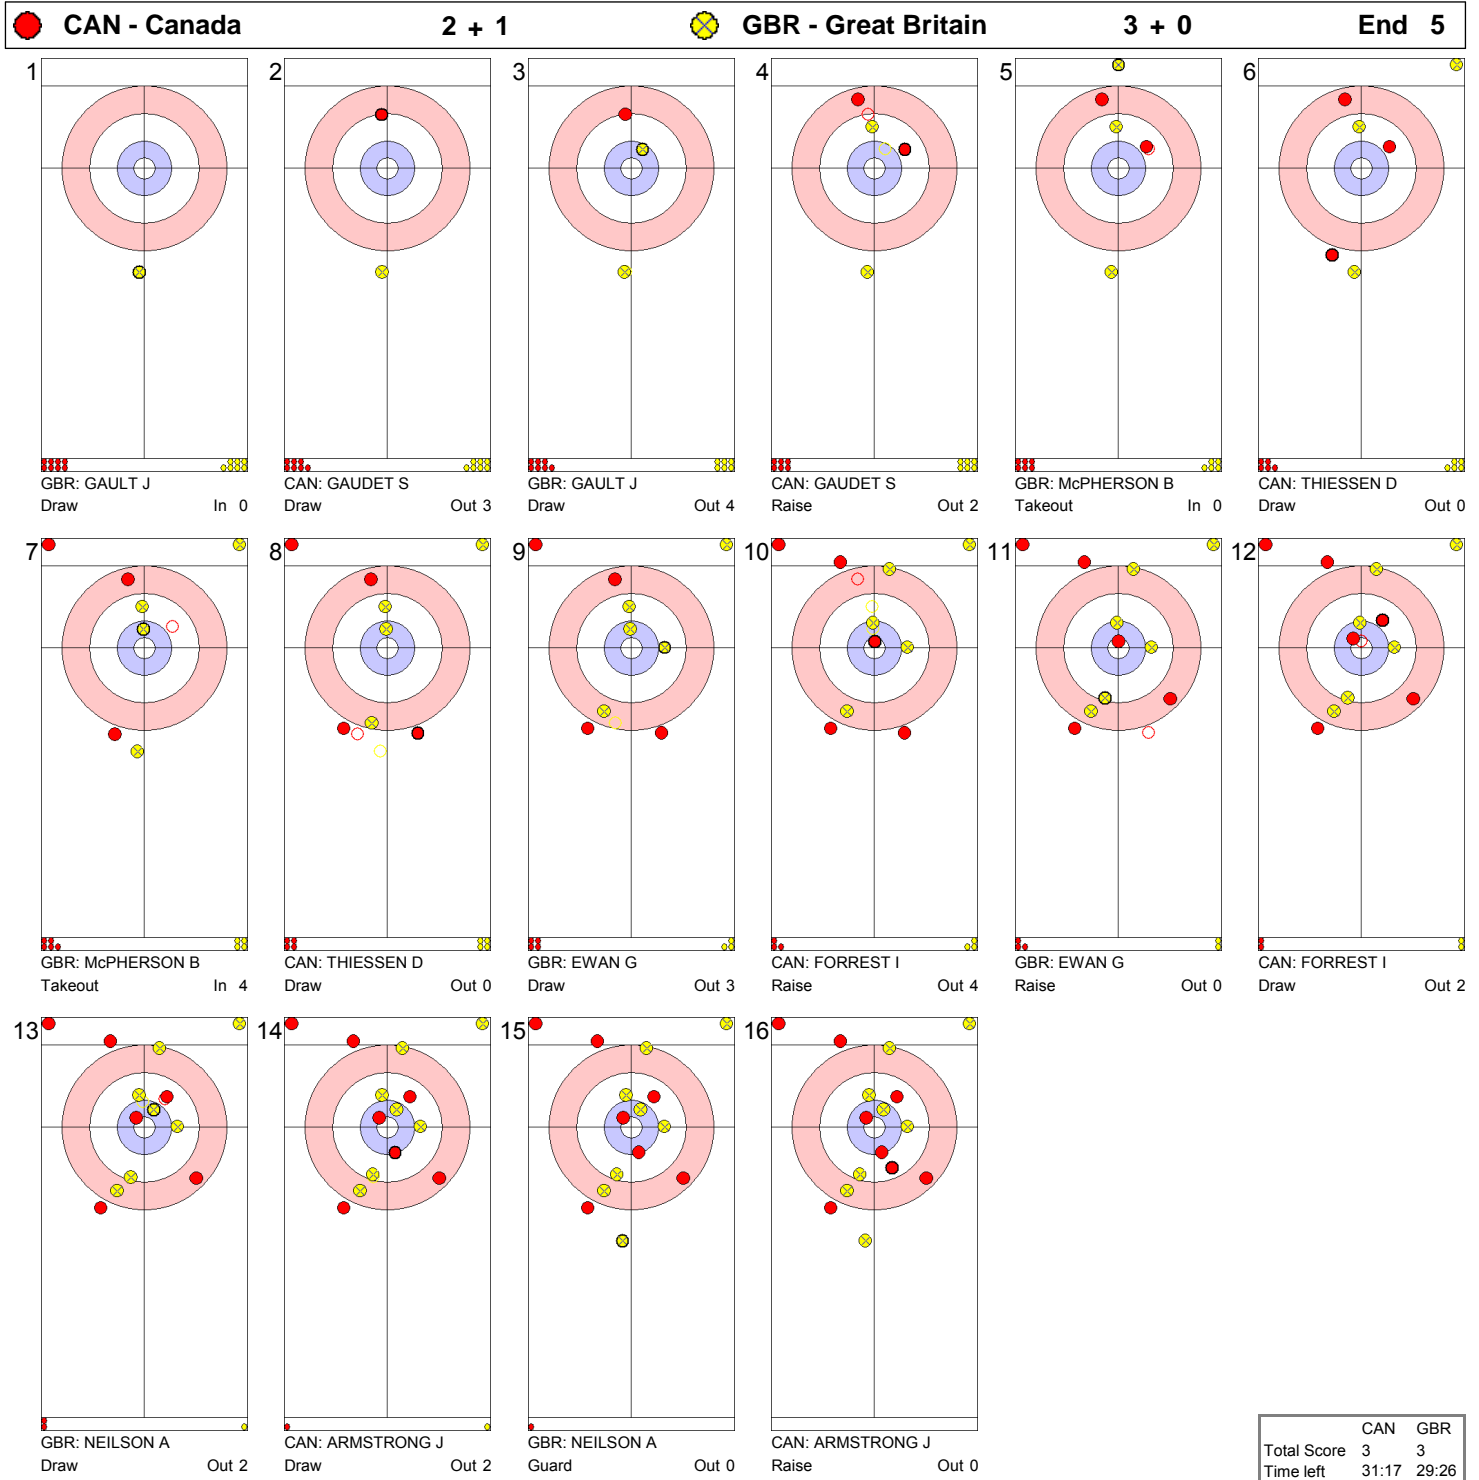 CAN - Canada 2 + 1 GBR - Great Britain 3 + 0 End 5
1 2 3 4 5 6
GBR: GAULT J CAN: GAUDET S GBR: GAULT J CAN: GAUDET S GBR: McPHERSON B CAN: THIESSEN D
Draw In 0 Draw Out 3 Draw Out 4 Raise Out 2 Takeout In 0 Draw Out 0
7 8 9 10 11 12
GBR: McPHERSON B CAN: THIESSEN D GBR: EWAN G CAN: FORREST I GBR: EWAN G CAN: FORREST I
Takeout In 4 Draw Out 0 Draw Out 3 Raise Out 4 Raise Out 0 Draw Out 2
13 14 15 16
GBR: NEILSON A CAN: ARMSTRONG J GBR: NEILSON A CAN: ARMSTRONG J
Draw Out 2 Draw Out 2 Guard Out 0 Raise Out 0
CAN GBR
Total Score 3 3
Time left 31:17 29:26